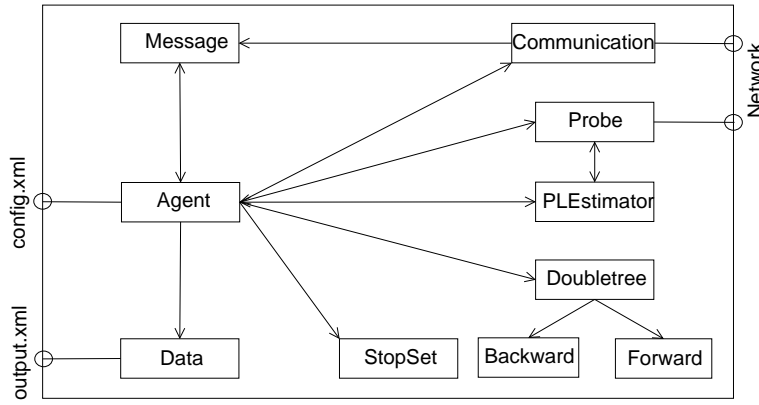 Message
Communication
Network
Probe
config.xml
Agent
PLEstimator
Doubletree
output.xml
Data
StopSet
Backward
Forward